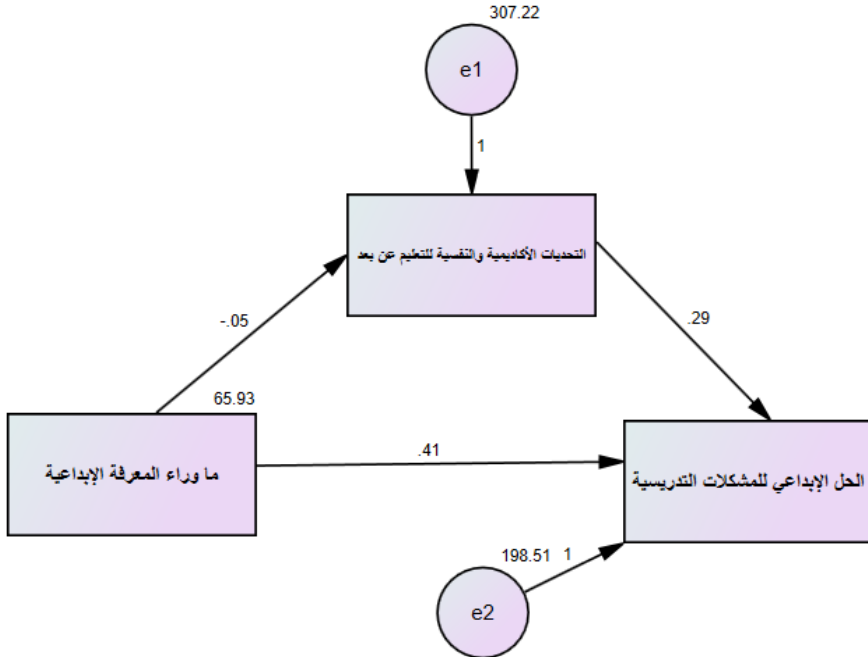 307.22
e1
1
التحديات الأكاديمية والنفسية للتعليم عن بعد
-.05
.29
65.93
ما وراء المعرفة الإبداعية
.41
الحل الإبداعي للمشكلات التدريسية
198.51
1
e2